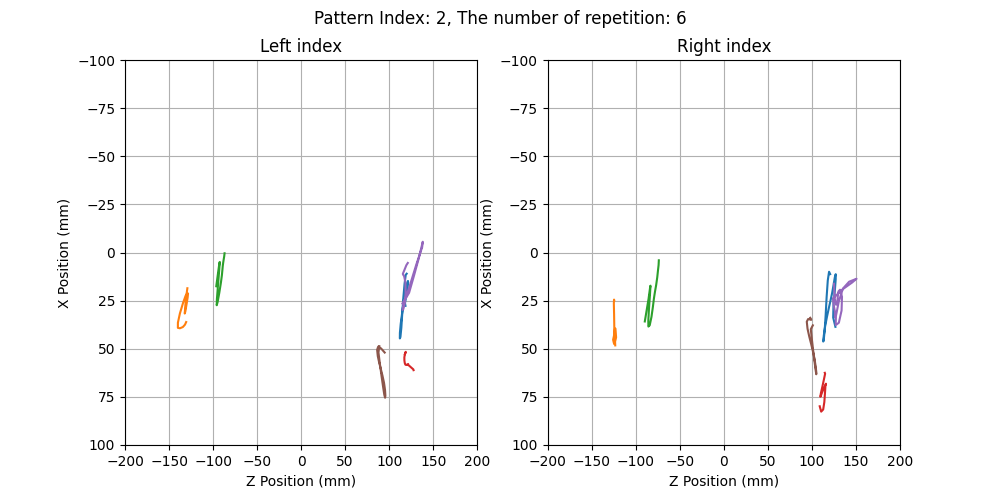 Pattern Index: 2, The number of repetition: 6
Left index
Right index
−100
−75
−50
−25
0
25
50
75
100
X Position (mm)
−200 −150 −100 −50 0 50 100 150 200
Z Position (mm)
−100
−75
−50
−25
0
25
50
75
100
X Position (mm)
−200 −150 −100 −50 0 50 100 150 200
Z Position (mm)